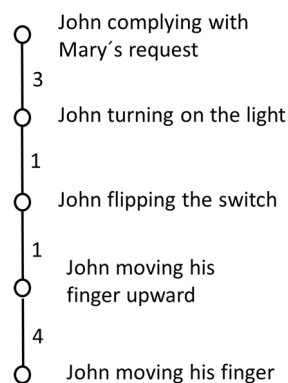 John complying with
Mary´s request
3
John turning on the light
1
John flipping the switch
1
John moving his
finger upward
4
John moving his finger